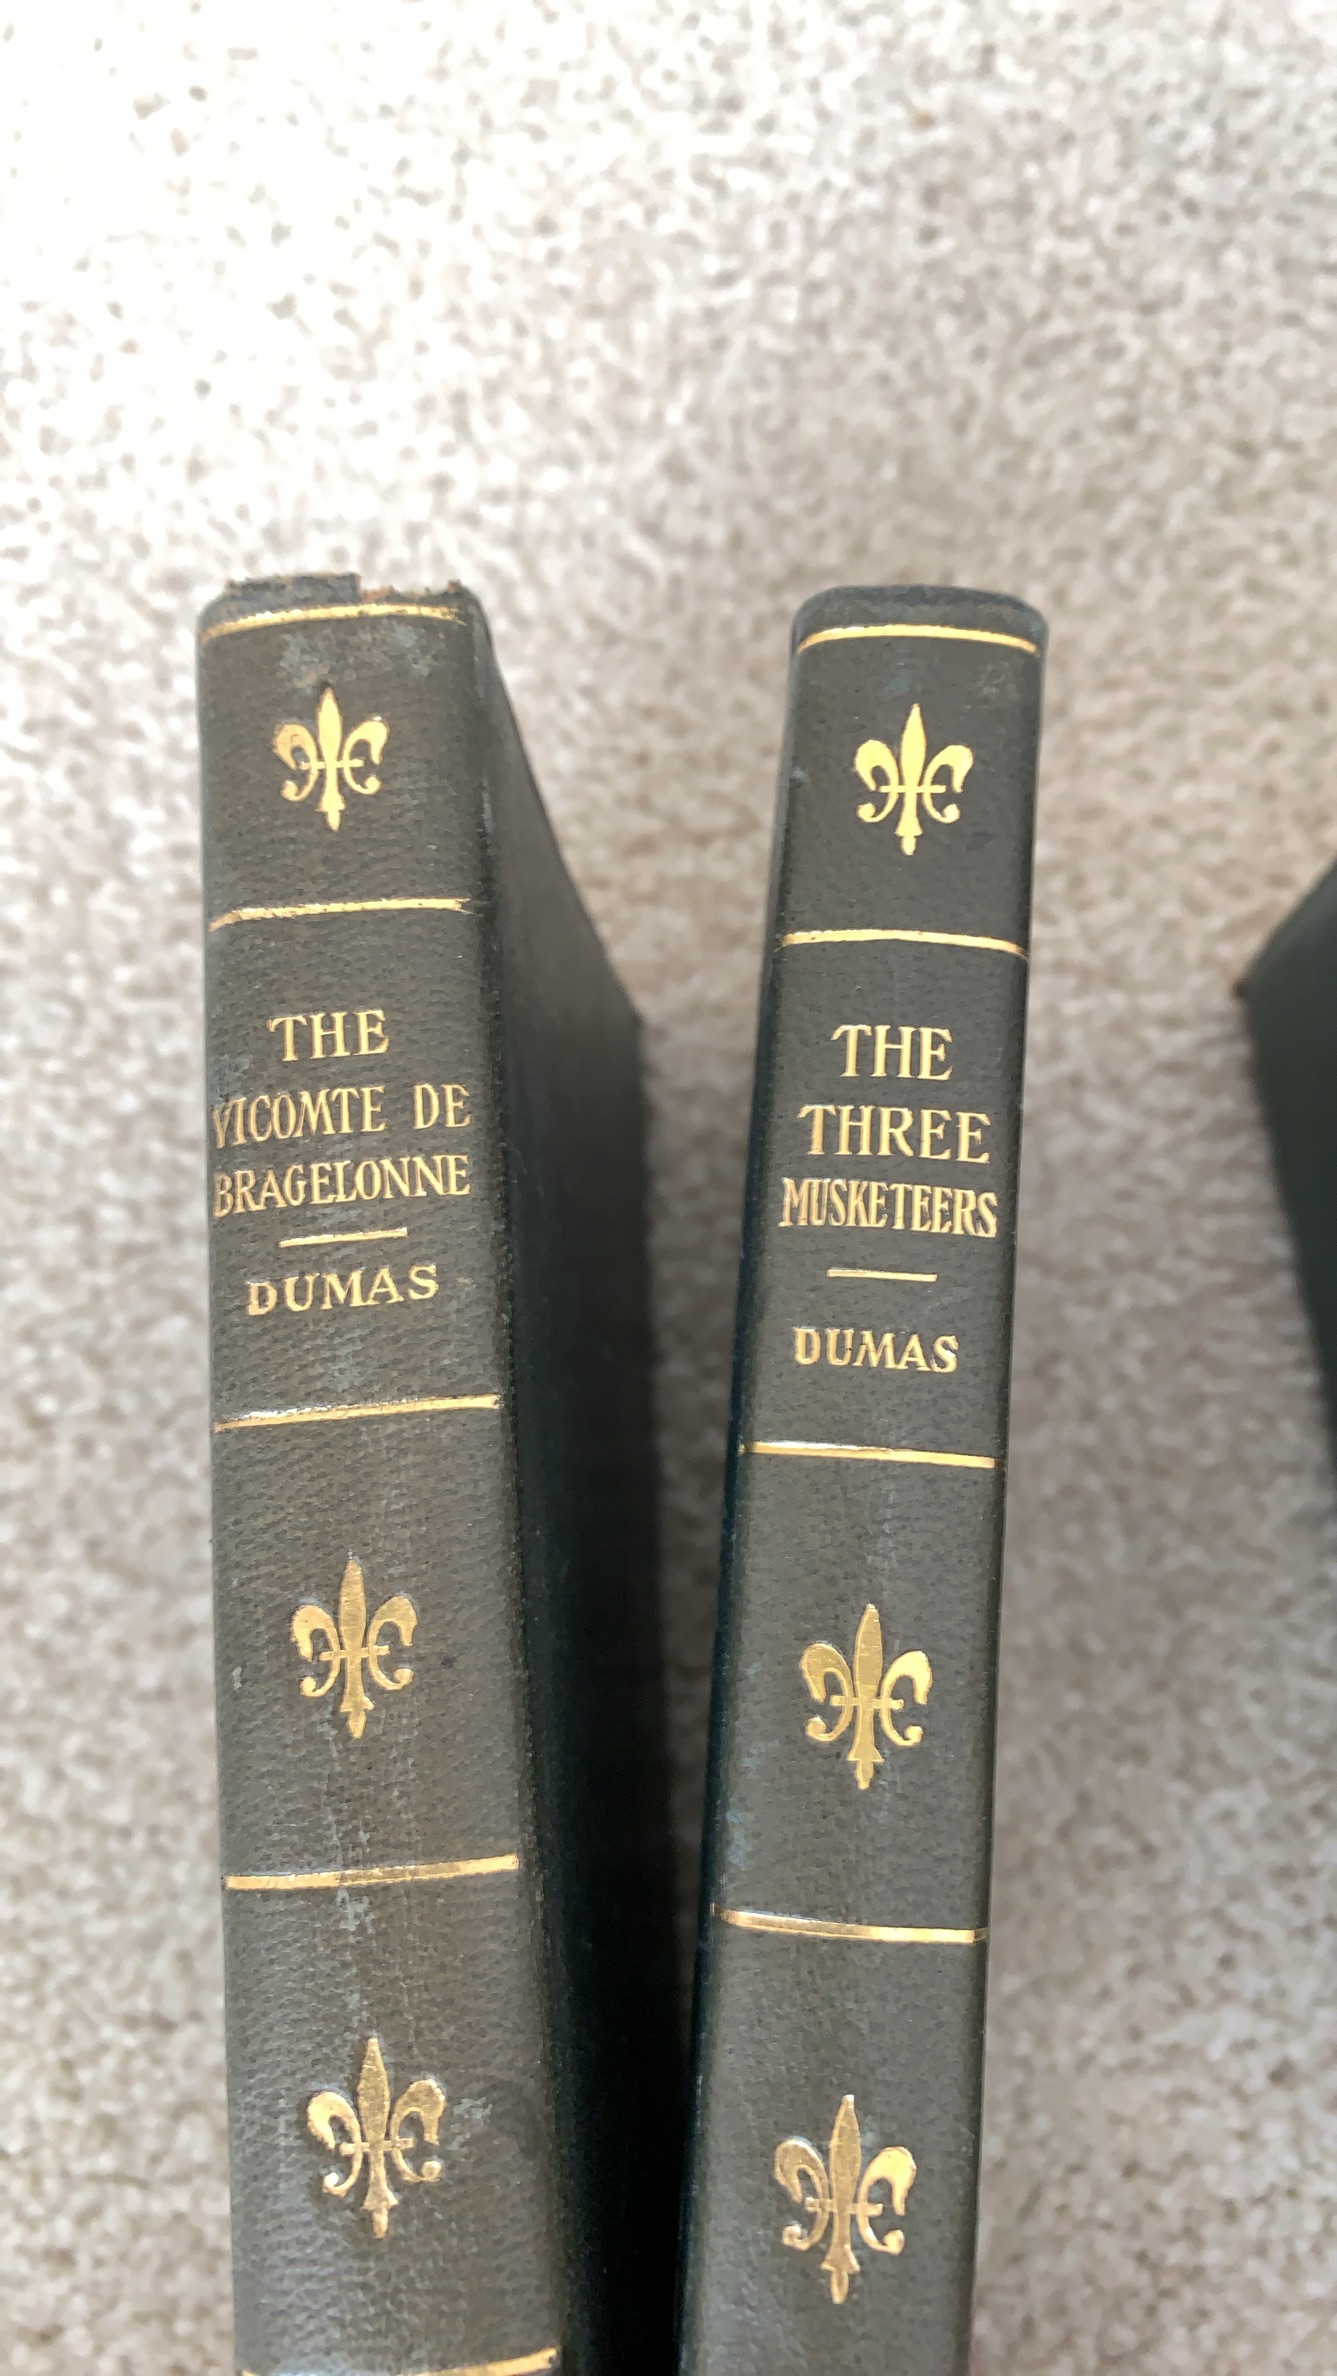 THE
VICOMTE DE
BRAGELONNE
DUMAS
THE
THREE
MUSKETEERS
DUMAS